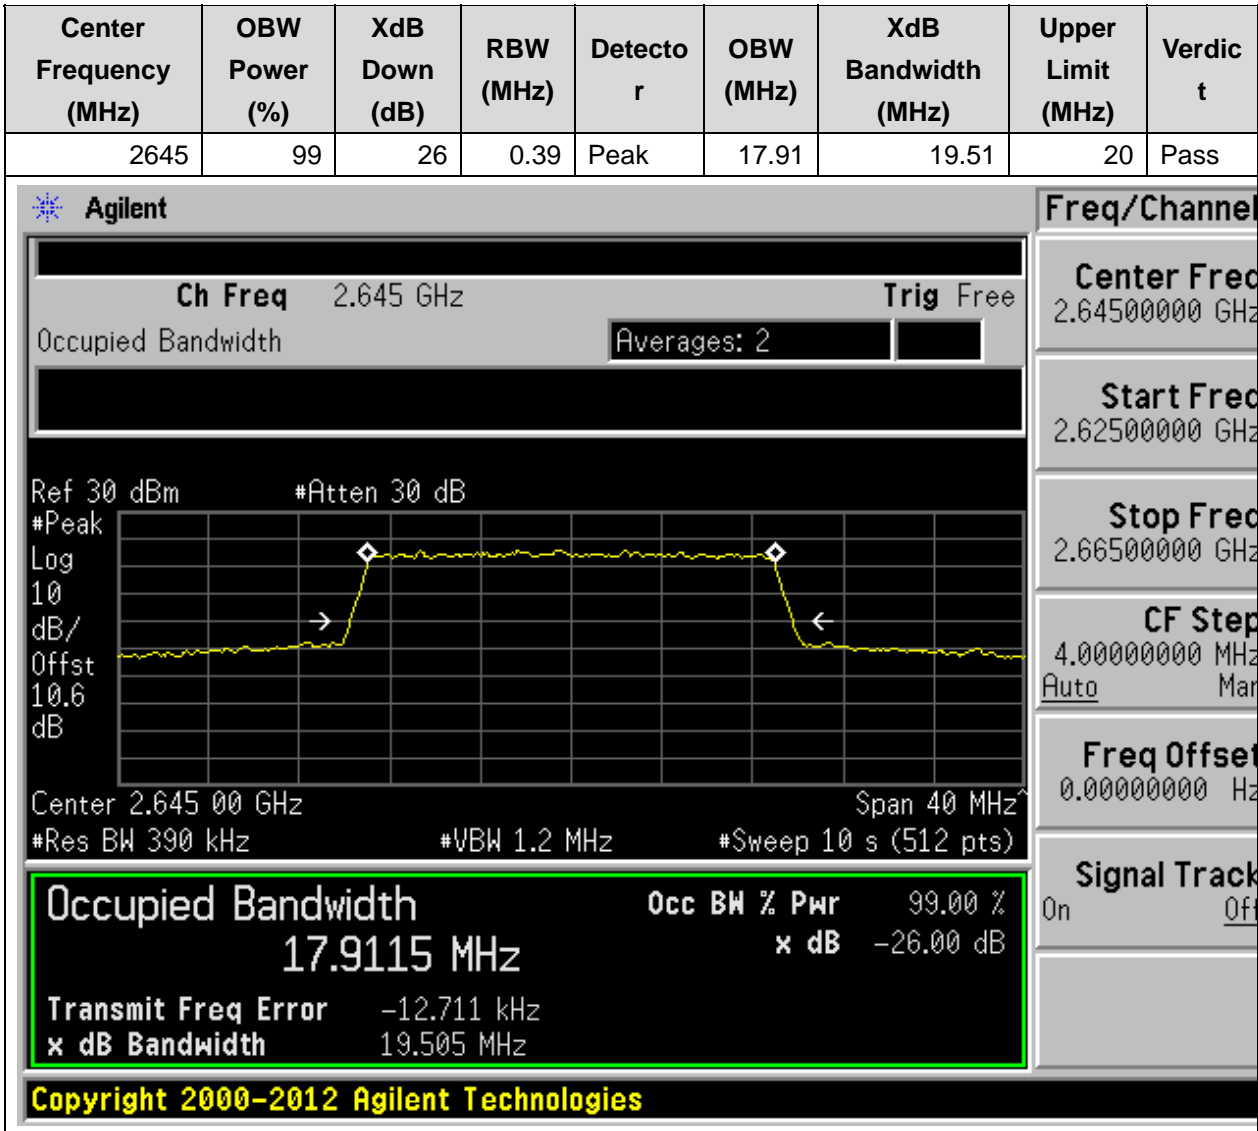 Center Frequency (MHz) OBW Power (%) XdB Down (dB) RBW (MHz) Detector OBW (MHz) XdB Bandwidth (MHz) Upper Limit (MHz) Verdict
2645 99 26 0.39 Peak 17.91 19.51 20 Pass
Agilent
Freq/Channel
Ch Freq 2.645 GHz Trig Free
Occupied Bandwidth Averages: 2
Center Freq
2.64500000 GHz
Start Freq
2.62500000 GHz
Stop Freq
2.66500000 GHz
CF Step
4.00000000 MHz
Auto Man
Freq Offset
0.00000000 Hz
Signal Track
On Off
Ref 30 dBm #Atten 30 dB
#Peak
Log
10
dB/
Offst
10.6
dB
Center 2.645 00 GHz Span 40 MHz^
#Res BW 390 kHz #VBW 1.2 MHz #Sweep 10 s (512 pts)
Occupied Bandwidth
17.9115 MHz
Occ BW % Pwr 99.00 %
x dB -26.00 dB
Transmit Freq Error -12.711 kHz
x dB Bandwidth 19.505 MHz
Copyright 2000-2012 Agilent Technologies